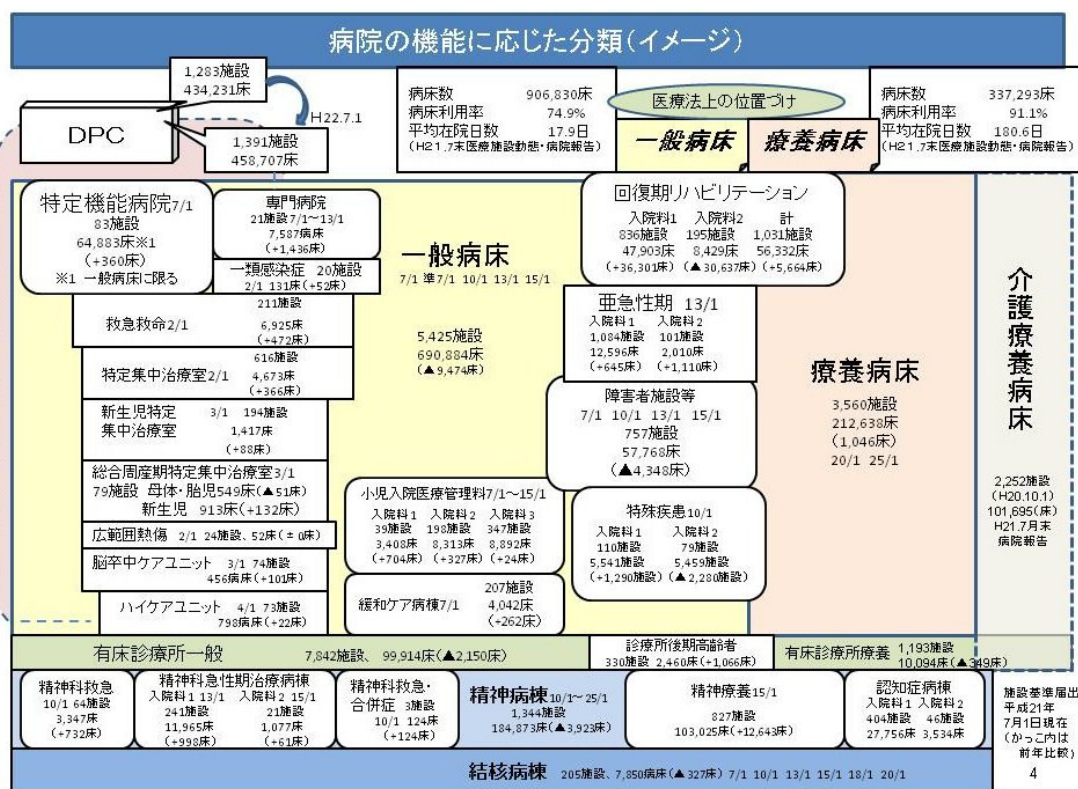 病院の機能に応じた分類(イメージ)
1,283施設
434,231床
DPC
H22.7.1
1,391施設
458,707床
病床数 906,830床
病床利用率 74.9%
平均在院日数 17.9日
(H21.7末医療施設動態・病院報告)
医療法上の位置づけ
一般病床
療養病床
病床数 337,293床
病床利用率 91.1%
平均在院日数 180.6日
(H21.7末医療施設動態・病院報告)
特定機能病院7/1
83施設
64,883床※1
(+360床)
※1 一般病床に限る
専門病院
21施設7/1~13/1
7,587病床
(+1,436床)
一類感染症 20施設
2/1 131床(+52床)
211施設
救急救命2/1 6,925床
(+472床)
616施設
特定集中治療室2/1 4,673床
(+366床)
新生児特定 3/1 194施設
集中治療室 1,417床
(+88床)
総合周産期特定集中治療室3/1
79施設 母体・胎児549床(▲51床)
新生児 913床(+132床)
広範囲熱傷 2/1 24施設、52床(±0床)
脳卒中ケアユニット 3/1 74施設
456病床(+101床)
ハイケアユニット 4/1 73施設
798病床(+22床)
一般病床
7/1 準7/1 10/1 13/1 15/1
5,425施設
690,884床
(▲9,474床)
小児入院医療管理料7/1~15/1
入院料1 入院料2 入院料3
39施設 198施設 347施設
3,408床 8,313床 8,892床
(+704床) (+327床) (+24床)
207施設
緩和ケア病棟7/1 4,042床
(+262床)
回復期リハビリテーション
入院料1 入院料2 計
836施設 195施設 1,031施設
47,903床 8,429床 56,332床
(+36,301床) (▲30,637床) (+5,664床)
亜急性期 13/1
入院料1 入院料2
1,084施設 101施設
12,596床 2,010床
(+645床) (+1,110床)
障害者施設等
7/1 10/1 13/1 15/1
757施設
57,768床
(▲4,348床)
特殊疾患10/1
入院料1 入院料2
110施設 79施設
5,541施設 5,459施設
(+1,290施設) (▲2,280施設)
療養病床
3,560施設
212,638床
(1,046床)
20/1 25/1
介護療養病床
2,252施設
(H20.10.1)
101,695(床)
H21.7月末
病院報告
有床診療所一般 7,842施設、99,914床(▲2,150床)
診療所後期高齢者
330施設 2,460床(+1,066床)
有床診療所療養 1,193施設
10,094床(▲349床)
精神科救急
10/1 64施設
3,347床
(+732床)
精神科急性期治療病棟
入院料1 13/1 入院料2 15/1
241施設 21施設
11,965床 1,077床
(+998床) (+61床)
精神科救急・
合併症 3施設
10/1 124床
(+124床)
精神病棟10/1~25/1
1,344施設
184,873床(▲3,923床)
精神療養15/1
827施設
103,025床(+12,643床)
認知症病棟
入院料1 入院料2
404施設 46施設
27,756床 3,534床
施設基準届出
平成21年
7月1日現在
(かっこ内は
前年比較)
結核病棟 205施設、7,850病床(▲327床) 7/1 10/1 13/1 15/1 18/1 20/1
4